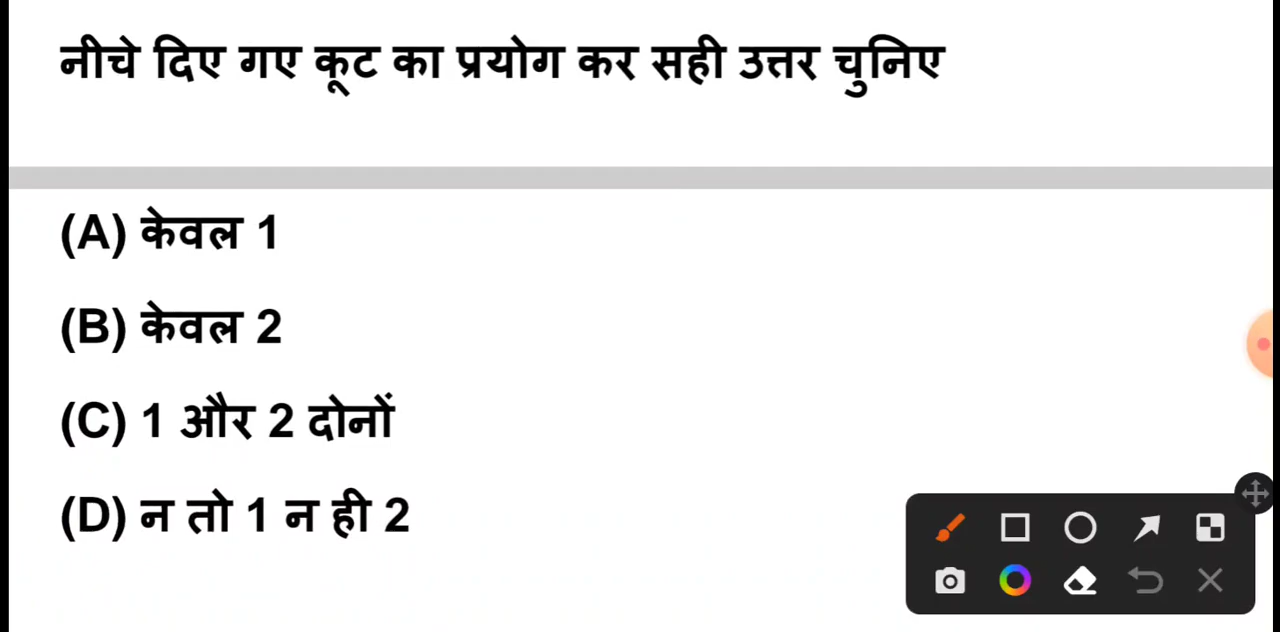 नीचे दिए गए कूट का प्रयोग कर सही उत्तर चुनिए
(A) केवल 1
(B) केवल 2
(C) 1 और 2 दोनों
(D) न तो 1 न ही 2